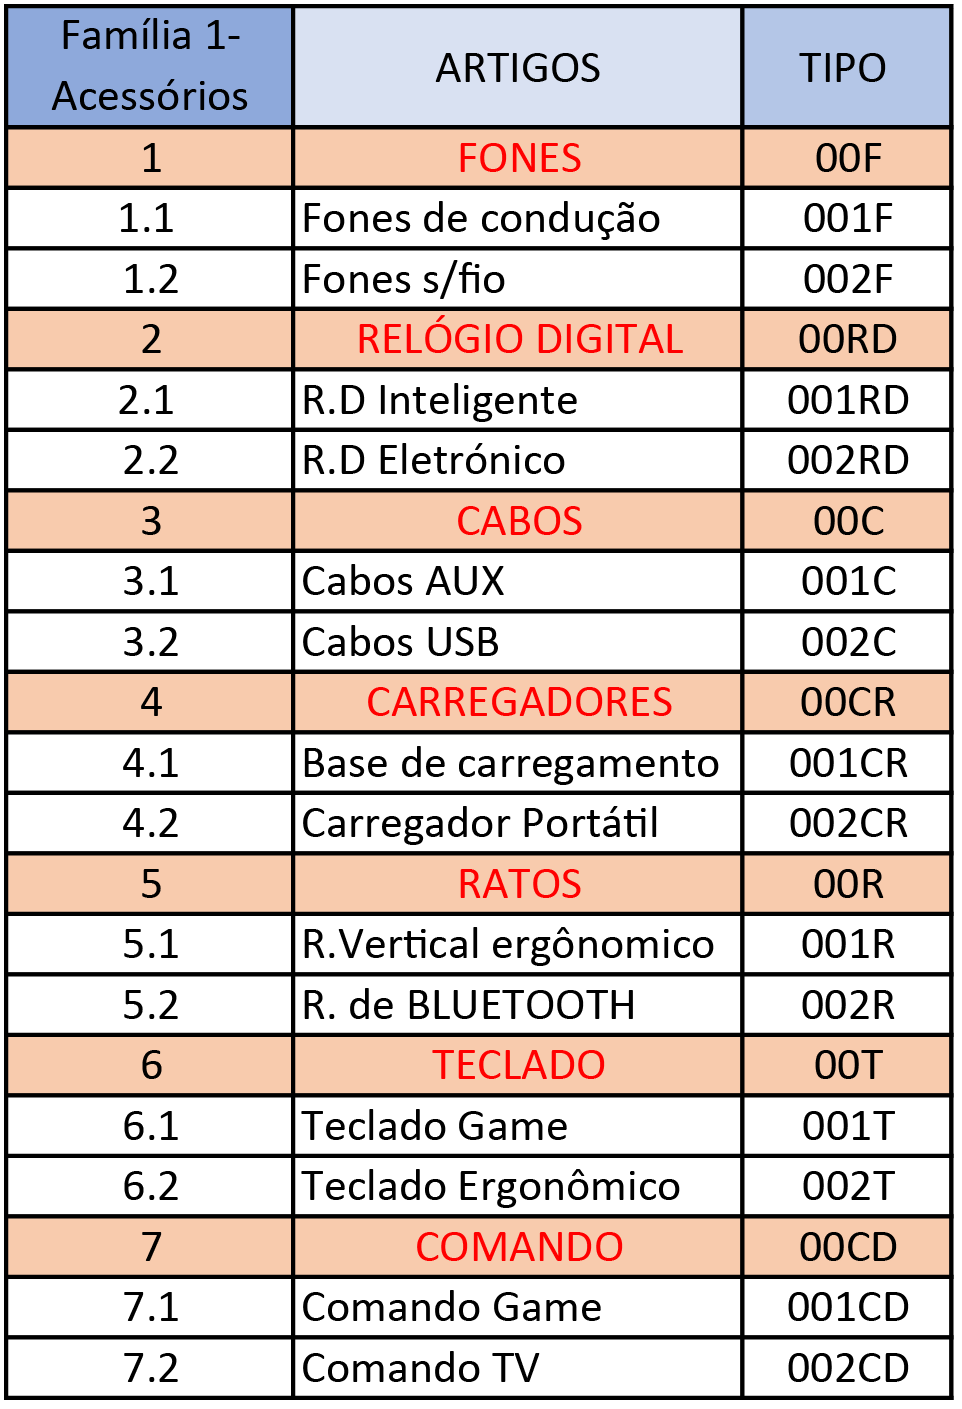 Família 1-
Acessórios ARTIGOS TIPO
1 FONES 00F
1.1 Fones de condução 001F
1.2 Fones s/fio 002F
2 RELÓGIO DIGITAL 00RD
2.1 R.D Inteligente 001RD
2.2 R.D Eletrónico 002RD
3 CABOS 00C
3.1 Cabos AUX 001C
3.2 Cabos USB 002C
4 CARREGADORES 00CR
4.1 Base de carregamento 001CR
4.2 Carregador Portátil 002CR
5 RATOS 00R
5.1 R.Vertical ergônomico 001R
5.2 R. de BLUETOOTH 002R
6 TECLADO 00T
6.1 Teclado Game 001T
6.2 Teclado Ergonômico 002T
7 COMANDO 00CD
7.1 Comando Game 001CD
7.2 Comando TV 002CD